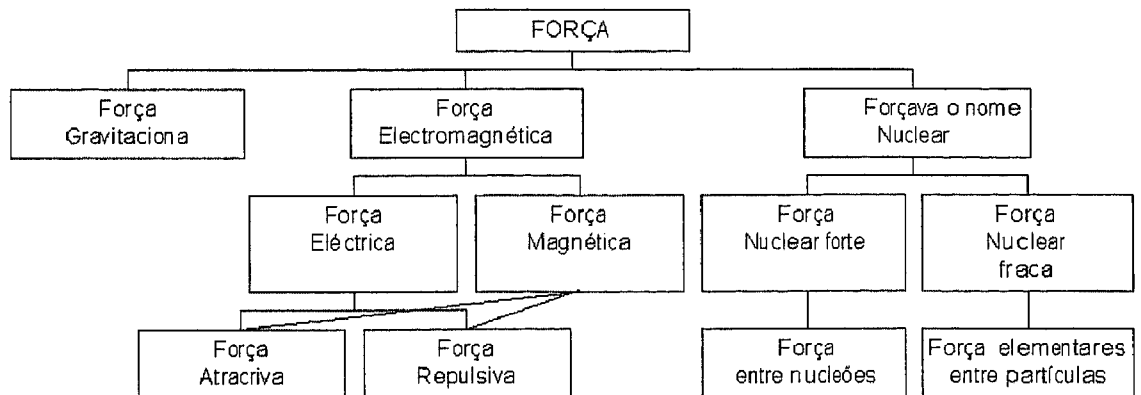 FORÇA
Força
Gravitaciona
Força
Electromagnética
Forçava o nome
Nuclear
Força
Eléctrica
Força
Magnética
Força
Nuclear forte
Força
Nuclear
fraca
Força
Atracriva
Força
Repulsiva
Força
entre nucleões
Força elementares
entre partículas